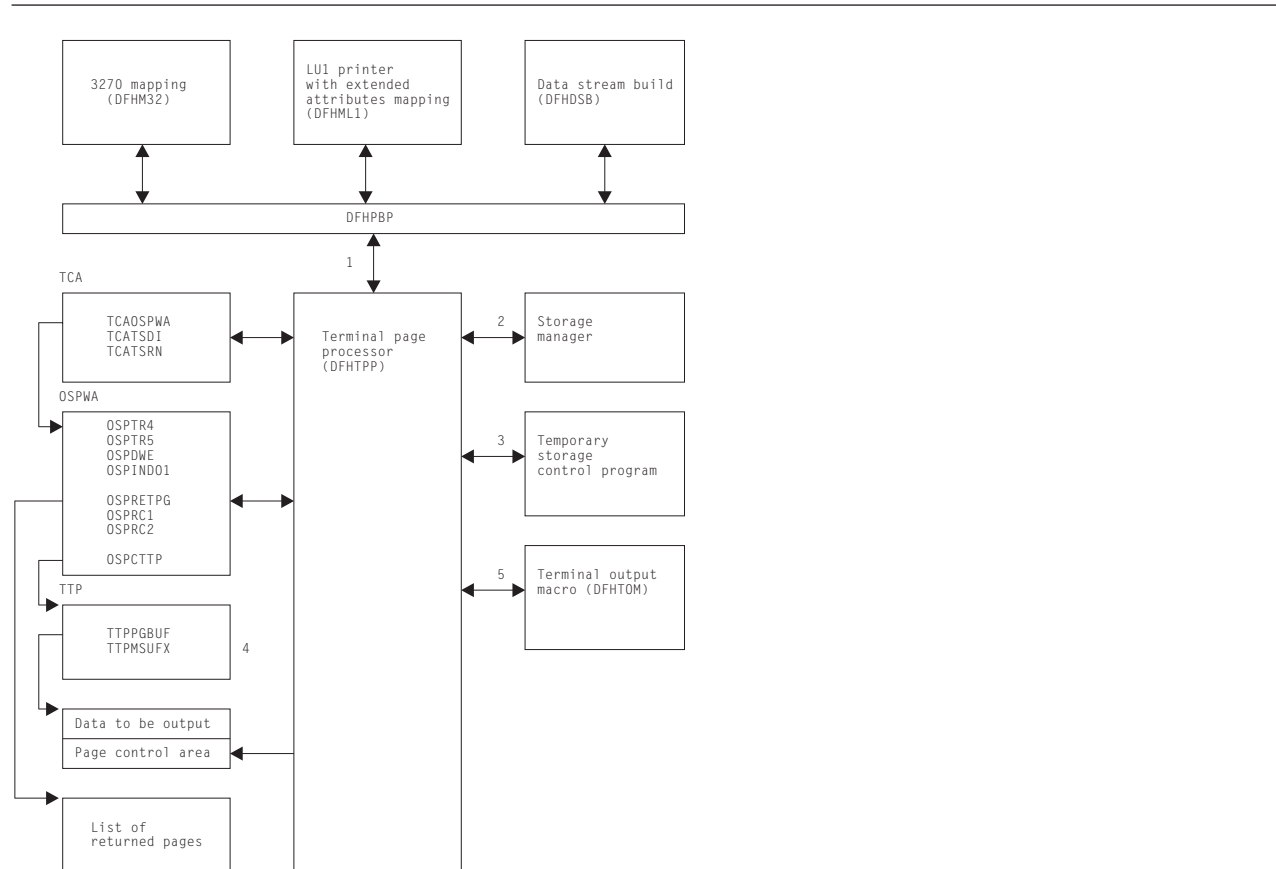 3270 mapping
(DFHM32)
LU1 printer
with extended
attributes mapping
(DFHML1)
Data stream build
(DFHDSB)
DFHPBP
1
TCA
TCAOSPWA
TCATSDI
TCATSRN
Terminal page
processor
(DFHTPP)
2
Storage
manager
OSPWA
OSPTR4
OSPTR5
OSPDWE
OSPIND01
OSPRETPG
OSPRC1
OSPRC2
OSPCTTP
3
Temporary
storage
control program
TTP
TTPPGBUF
TTPMSUFX
4
5
Terminal output
macro (DFHTOM)
Data to be output
Page control area
List of
returned pages